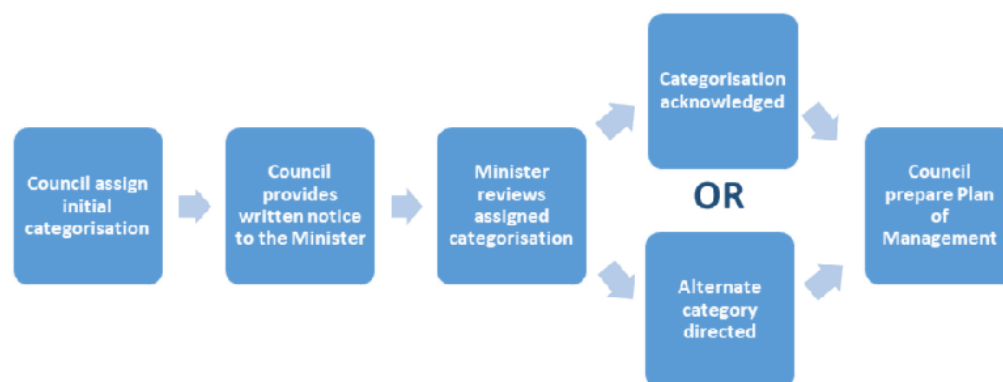 Council assign
initial
categorisation
Council
provides
written notice
to the Minister
Minister
reviews
assigned
categorisation
Categorisation
acknowledged
OR
Alternate
category
directed
Council
prepare Plan
of
Management